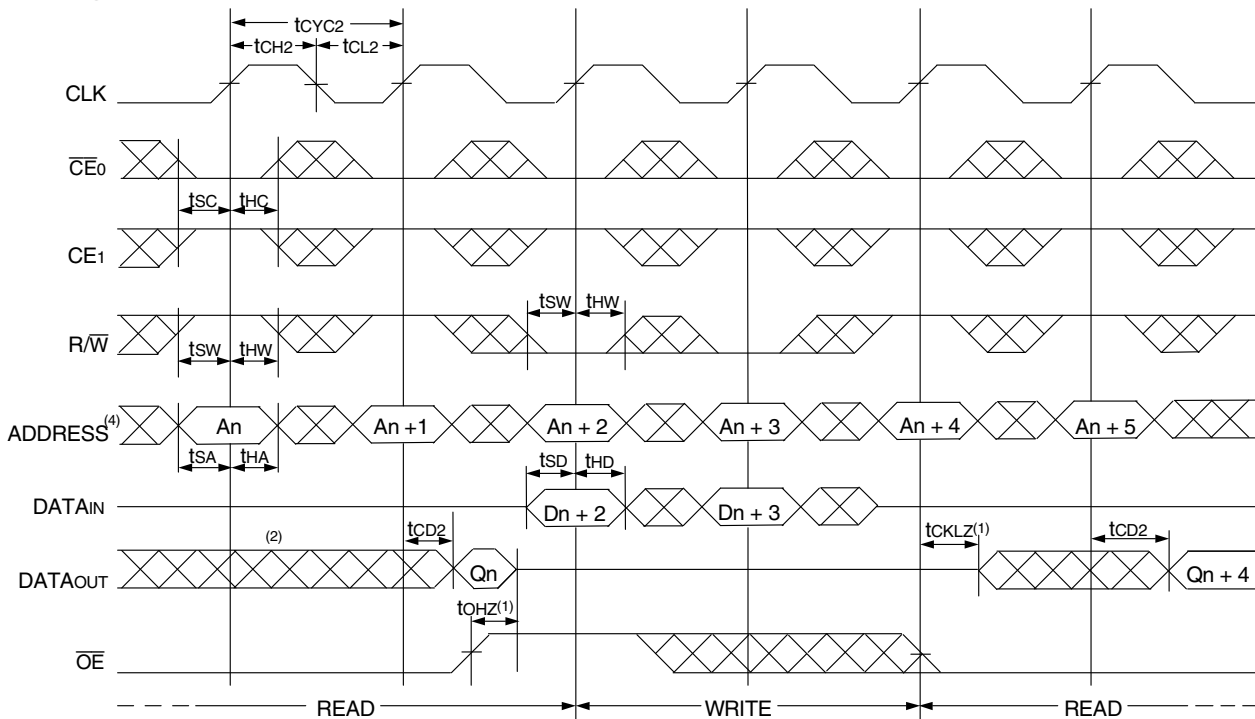 tCYC2
tCH2 tCL2
CLK
CE0
tSC tHC
CE1
tSW tHW
R/W
tSW tHW
ADDRESS(4) An An +1 An + 2 An + 3 An + 4 An + 5
tSA tHA tSD tHD
DATAIN Dn + 2 Dn + 3
(2) tCD2 tCKLZ(1) tCD2
DATAOUT Qn Qn + 4
tOHZ(1)
OE
READ WRITE READ